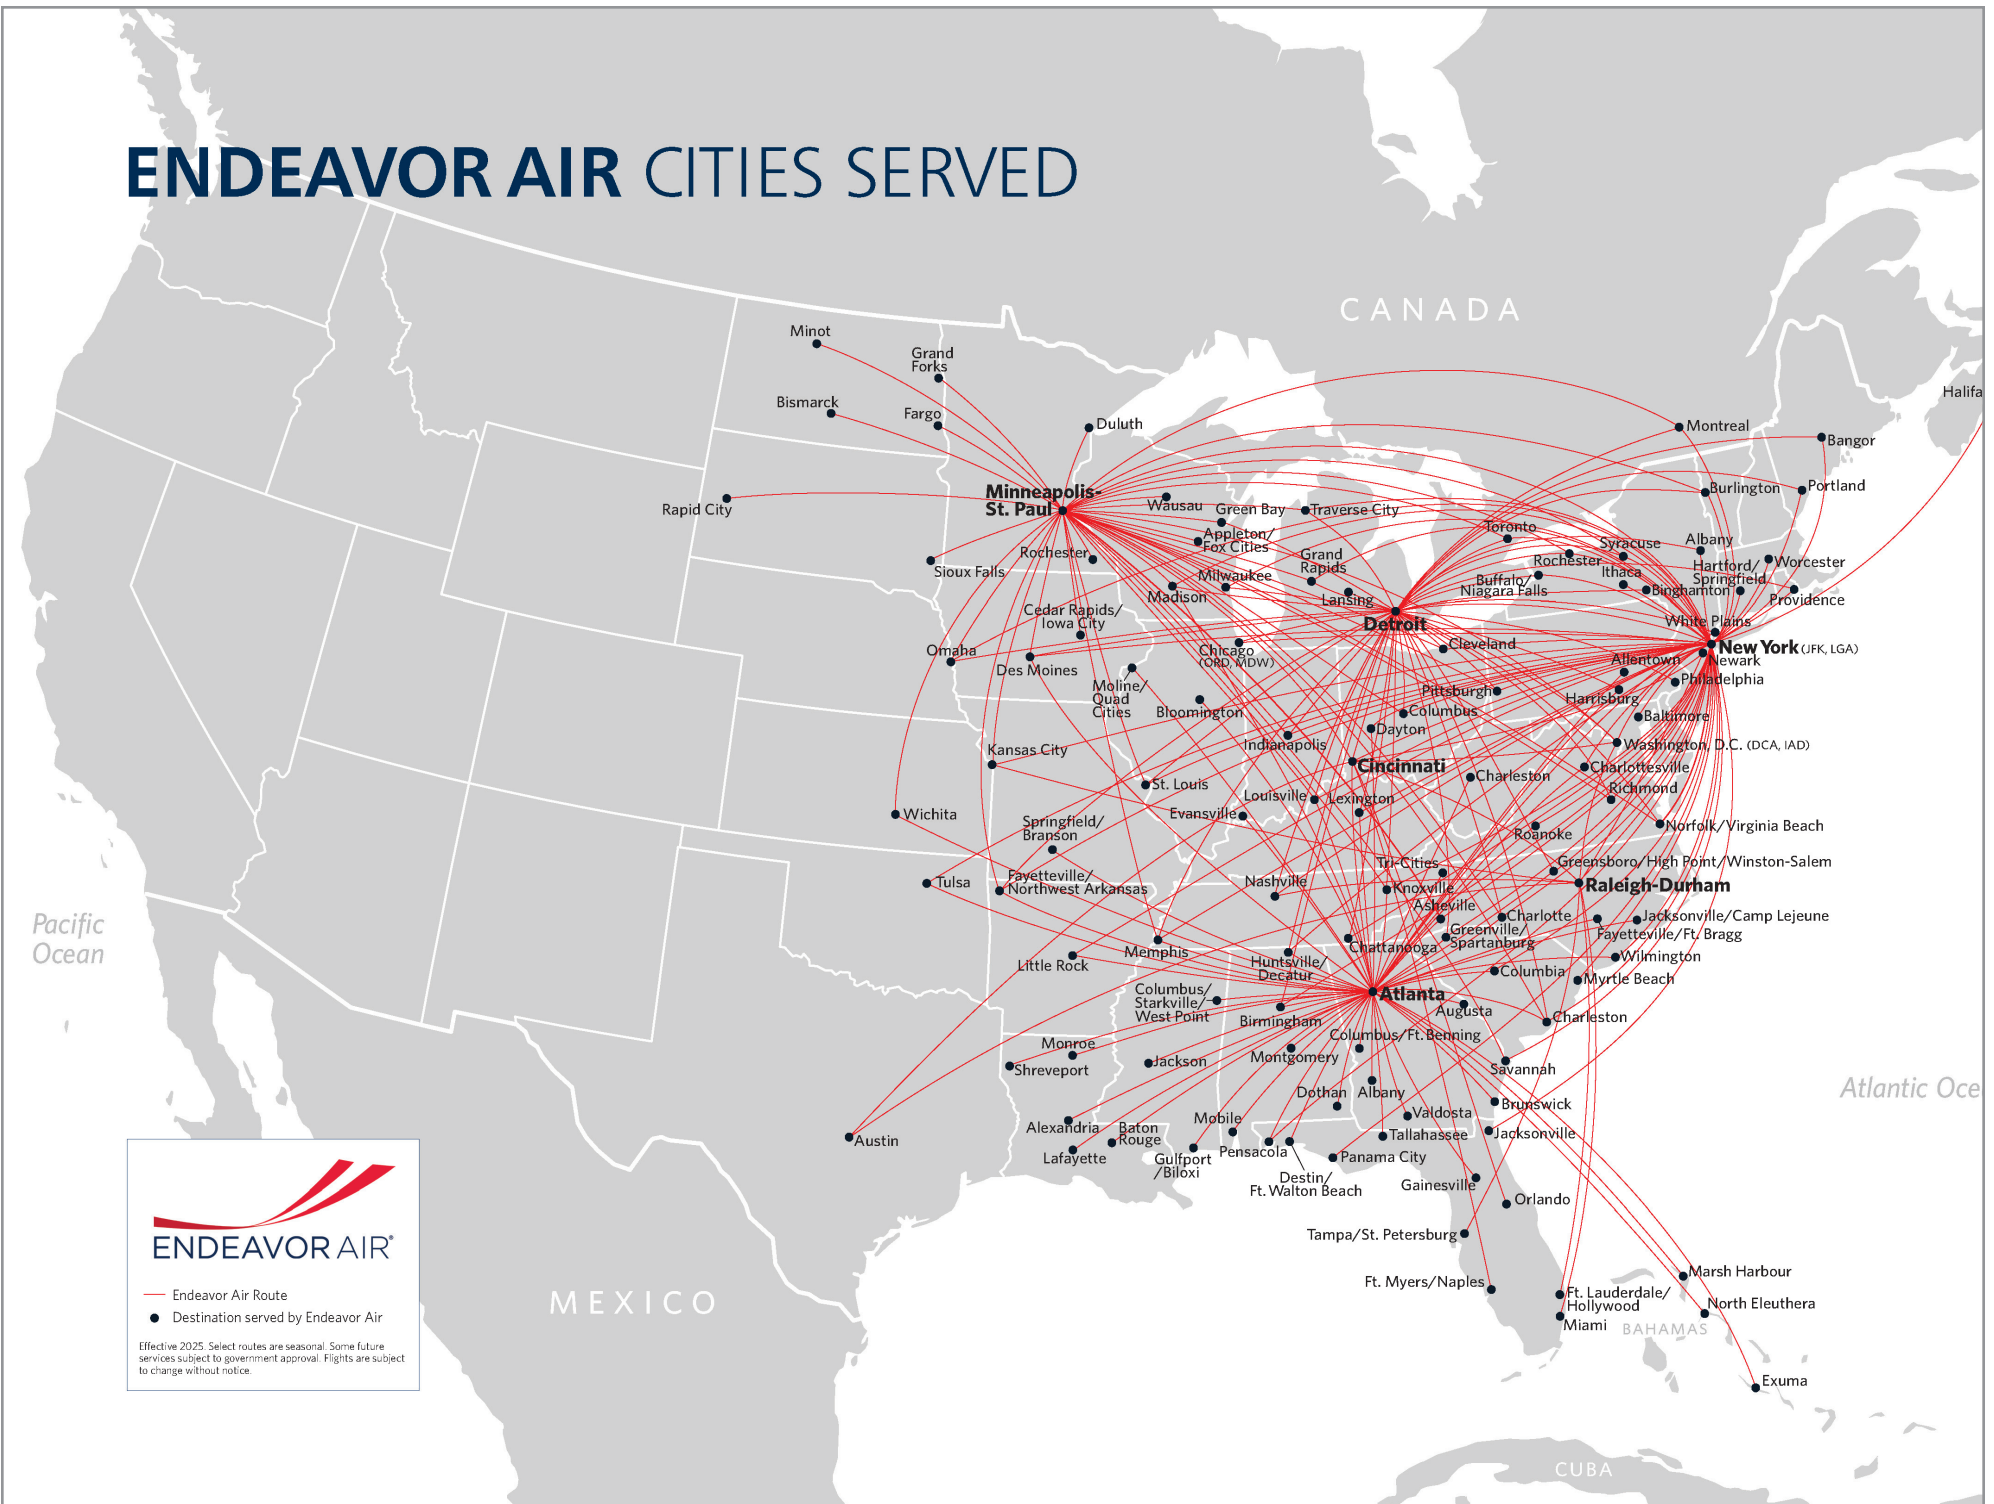 ENDEAVOR AIR CITIES SERVED
CANADA
Minot
Grand
Forks
Bismarck
Fargo
Duluth
Halifa
Montreal
Bangor
Minneapolis-
St. Paul
Rapid City
Wausau
Green Bay
Traverse City
Burlington
Portland
Appleton/
Fox Cities
Toronto
Syracuse
Albany
Rochester
Sioux Falls
Grand
Rapids
Rochester
Hartford/
Springfield
Worcester
Milwaukee
Madison
Lansing
Buffalo/
Niagara Falls
Ithaca
Binghamton
Providence
Cedar Rapids/
Iowa City
Detroit
White Plains
Omaha
Des Moines
Chicago
(ORD, MDW)
Cleveland
New York (JFK, LGA)
Allentown
Newark
Moline/
Quad
Cities
Bloomington
Pittsburgh
Harrisburg
Philadelphia
Columbus
Baltimore
Dayton
Indianapolis
Kansas City
Washington, D.C. (DCA, IAD)
Cincinnati
Charleston
Charlottesville
St. Louis
Louisville
Lexington
Richmond
Wichita
Evansville
Springfield/
Branson
Roanoke
Norfolk/Virginia Beach
Tri-Cities
Greensboro/High Point/Winston-Salem
Tulsa
Fayetteville/
Northwest Arkansas
Nashville
Knoxville
Raleigh-Durham
Asheville
Charlotte
Jacksonville/Camp Lejeune
Fayetteville/Ft. Bragg
Greenville/
Spartanburg
Pacific
Ocean
Memphis
Chattanooga
Little Rock
Huntsville/
Decatur
Wilmington
Columbia
Myrtle Beach
Columbus/
Starkville/
West Point
Atlanta
Augusta
Birmingham
Charleston
Columbus/Ft. Benning
Monroe
Shreveport
Jackson
Montgomery
Savannah
Atlantic Oce
Dothan
Albany
Brunswick
Valdosta
Alexandria
Baton
Rouge
Mobile
Tallahassee
Jacksonville
Austin
Lafayette
Gulfport
/Biloxi
Pensacola
Panama City
Destin/
Ft. Walton Beach
Gainesville
Orlando
Tampa/St. Petersburg
Ft. Myers/Naples
Marsh Harbour
Ft. Lauderdale/
Hollywood
North Eleuthera
Miami
BAHAMAS
Exuma
MEXICO
CUBA
ENDEAVOR AIR®
Endeavor Air Route
Destination served by Endeavor Air
Effective 2025. Select routes are seasonal. Some future
services subject to government approval. Flights are subject
to change without notice.